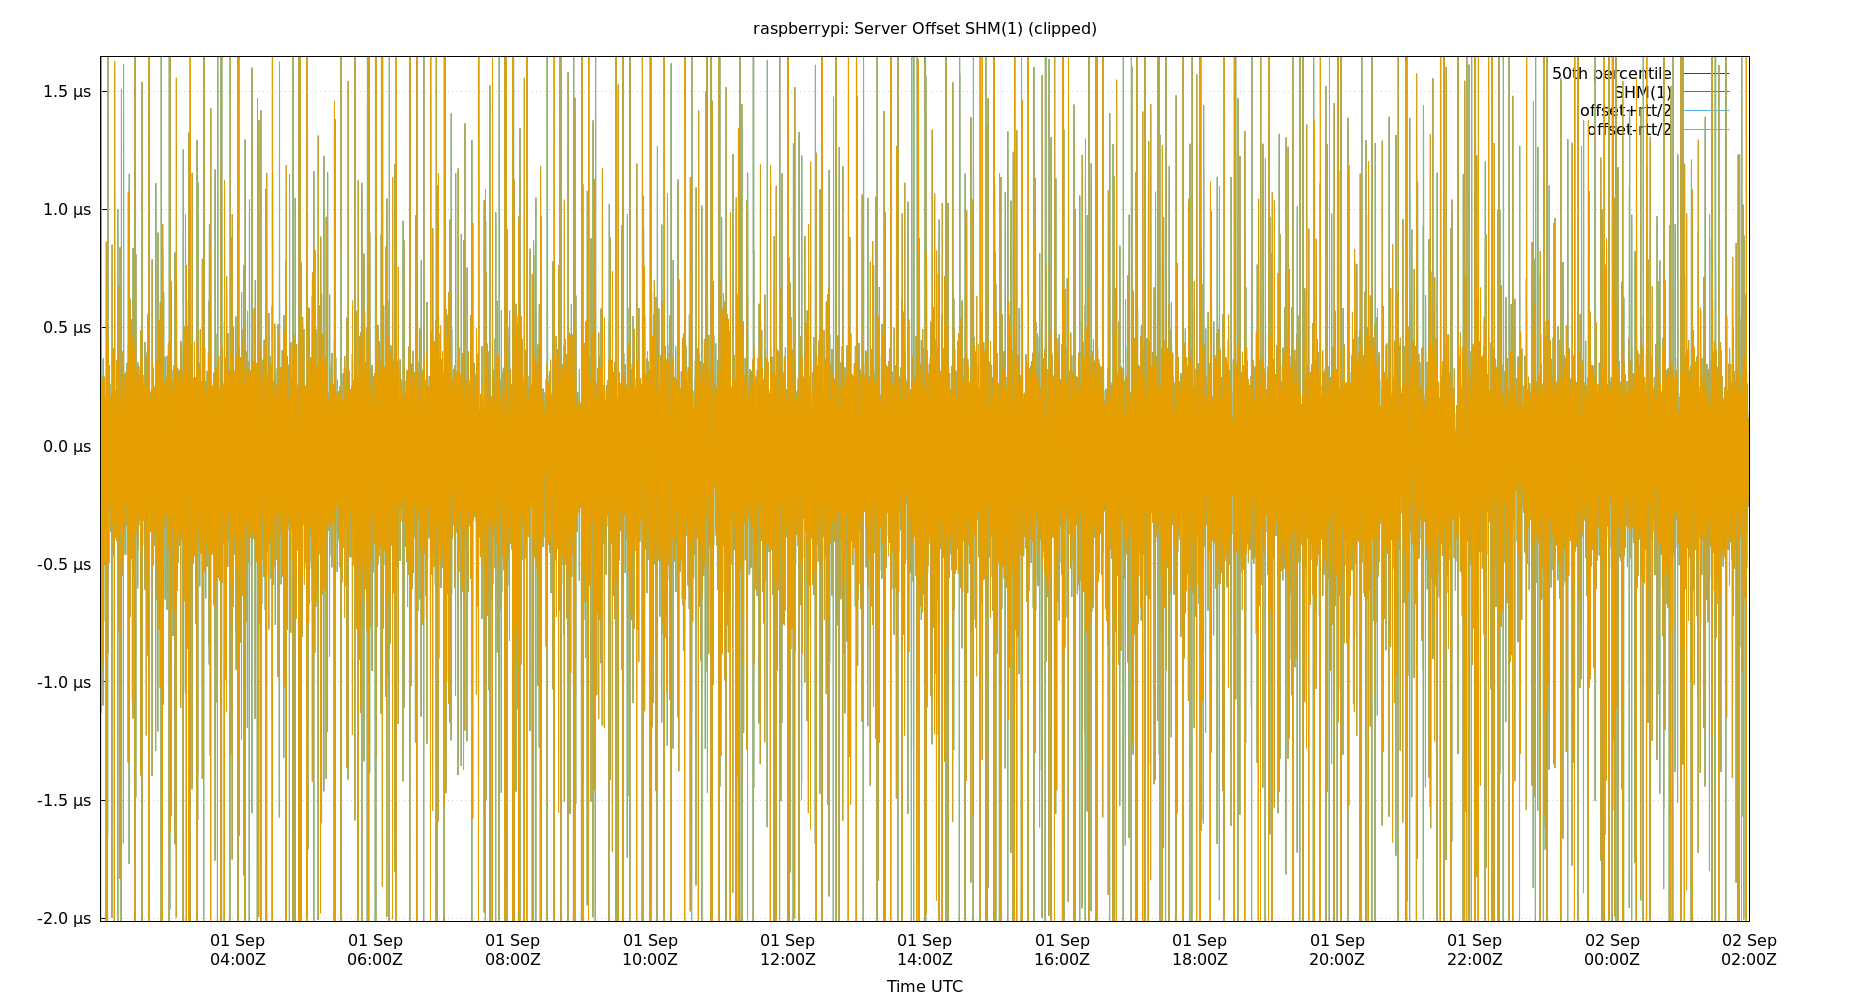 raspberrypi: Server Offset SHM(1) (clipped)
50th percentile
SHM(1)
offset+rtt/2
offset-rtt/2
1.5 µs
1.0 µs
0.5 µs
0.0 µs
-0.5 µs
-1.0 µs
-1.5 µs
-2.0 µs
01 Sep 01 Sep 01 Sep 01 Sep 01 Sep 01 Sep 01 Sep 01 Sep 01 Sep 01 Sep 02 Sep 02 Sep
04:00Z 06:00Z 08:00Z 10:00Z 12:00Z 14:00Z 16:00Z 18:00Z 20:00Z 22:00Z 00:00Z 02:00Z
Time UTC